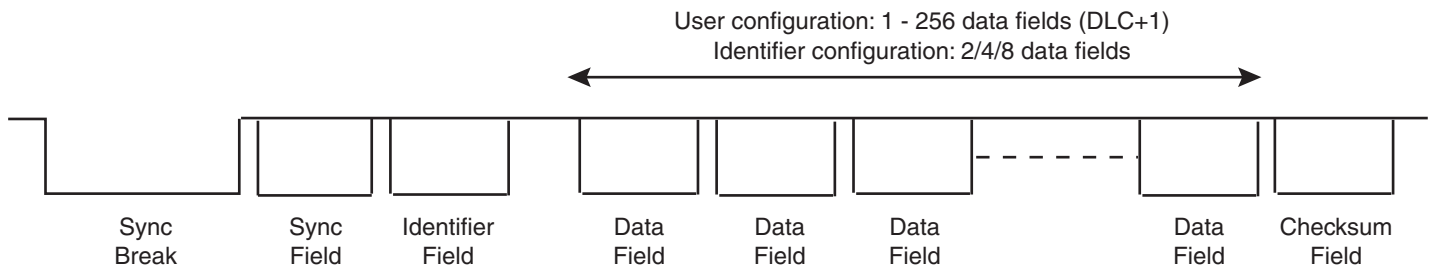 User configuration: 1 - 256 data fields (DLC+1)
Identifier configuration: 2/4/8 data fields
Sync
Break
Sync
Field
Identifier
Field
Data
Field
Data
Field
Data
Field
Data
Field
Checksum
Field